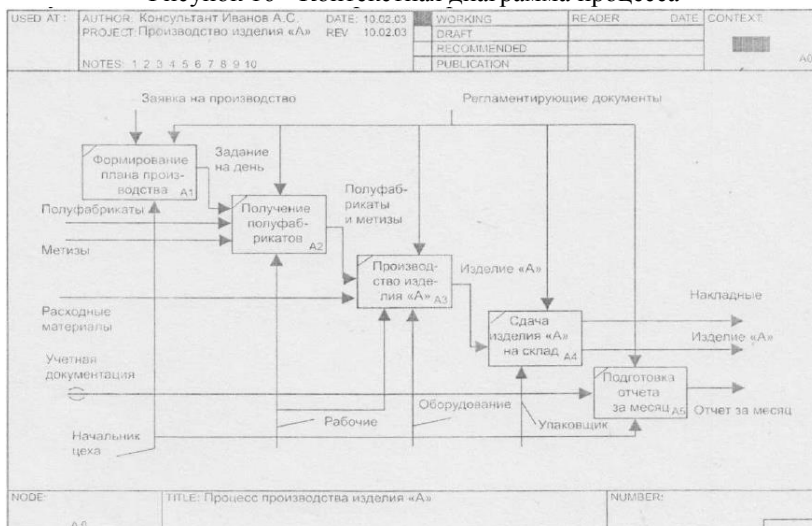 Рисунок 10 - Контекстная диаграмма процесса
USED AT :
AUTHOR: Консультант Иванов А.С.
DATE: 10.02.03
PROJECT: Производство изделия «А»
REV 10.02.03
NOTES: 1 2 3 4 5 6 7 8 9 10
WORKING
DRAFT
RECOMMENDED
PUBLICATION
READER
DATE
CONTEXT:
Заявка на производство
Регламентирующие документы
Формирование
плана произ-
водства A1
Задание
на день
Полуфабрикаты
Метизы
Получение
полуфаб-
рикатов
A2
Полуфаб-
рикаты
и метизы
Производ-
ство изде-
лия «А» A3
Изделие «А»
Расходные
материалы
Сдача
изделия «А»
на склад A4
Накладные
Изделие «А»
Учетная
документация
Подготовка
отчета
за месяц A5
Отчет за месяц
Начальник
цеха
Рабочие
Оборудование
Упаковщик
NODE:
TITLE: Процесс производства изделия «А»
NUMBER: